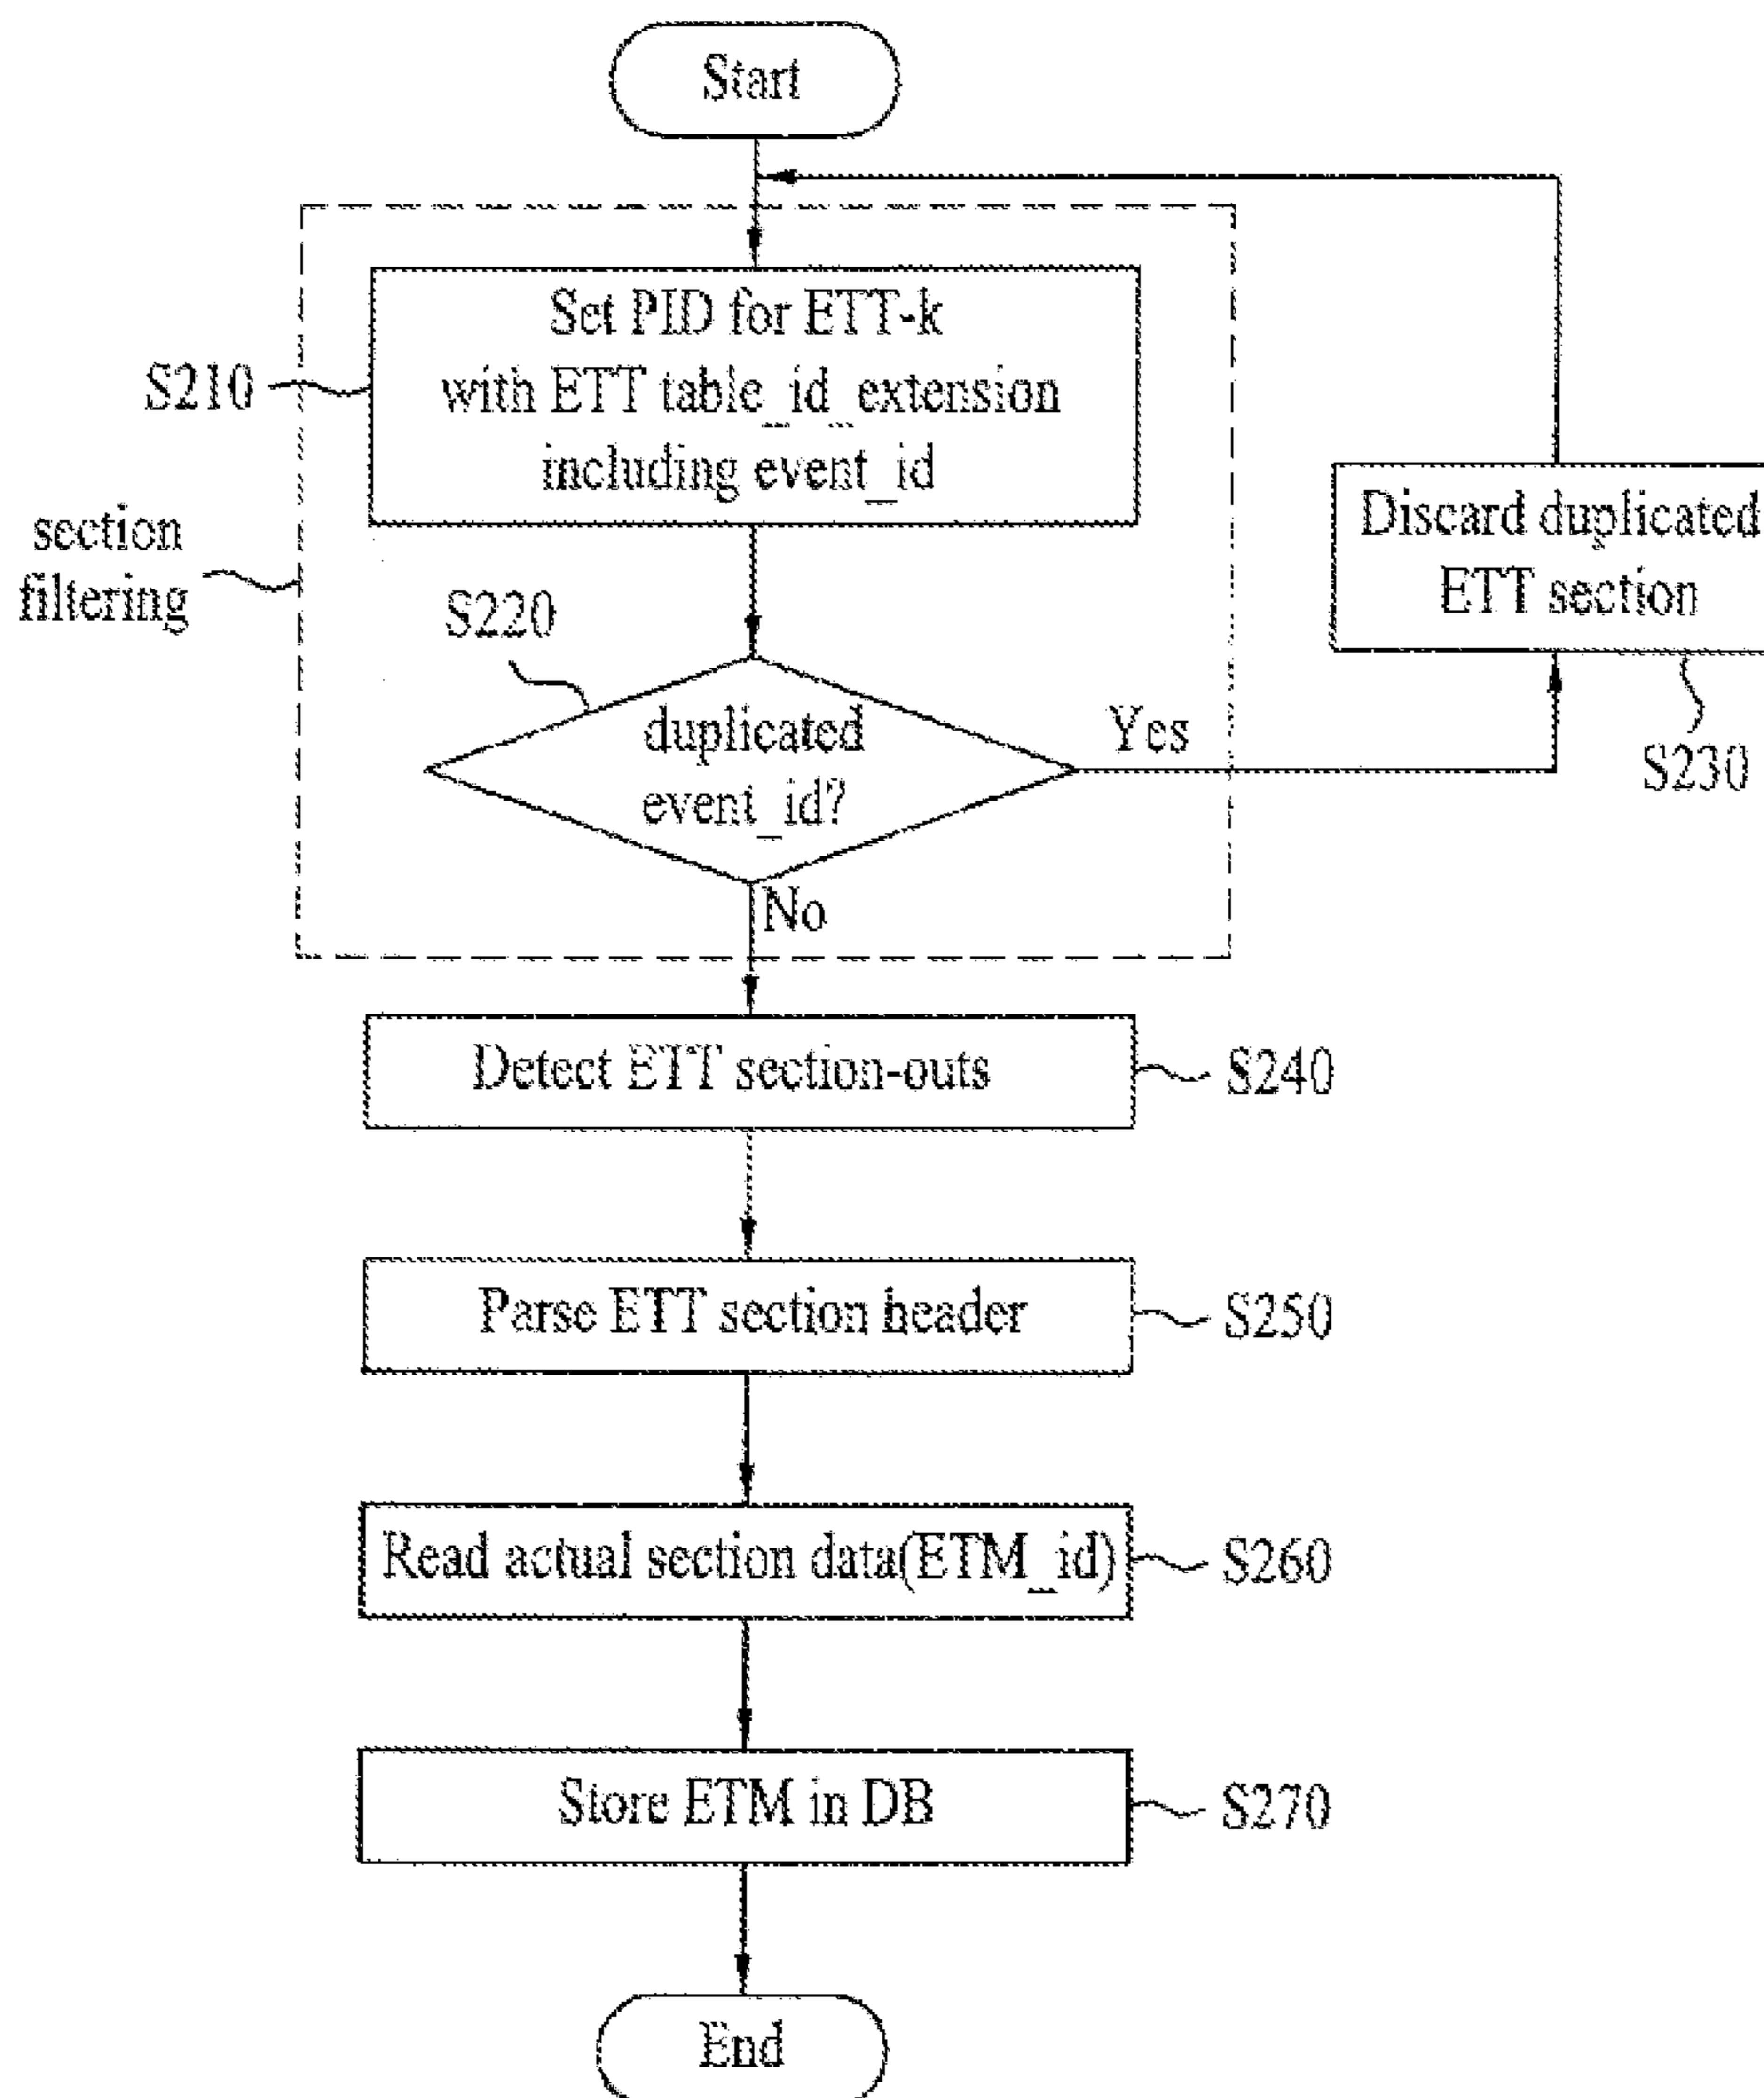 Start
Set PID for ETT-k
with ETT table_id_extension
including event_id
S210
section
filtering
Discard duplicated
ETT section
S230
S220
duplicated
event_id?
Yes
No
Detect ETT section-outs
S240
Parse ETT section header
S250
Read actual section data(ETM_id)
S260
Store ETM in DB
S270
End